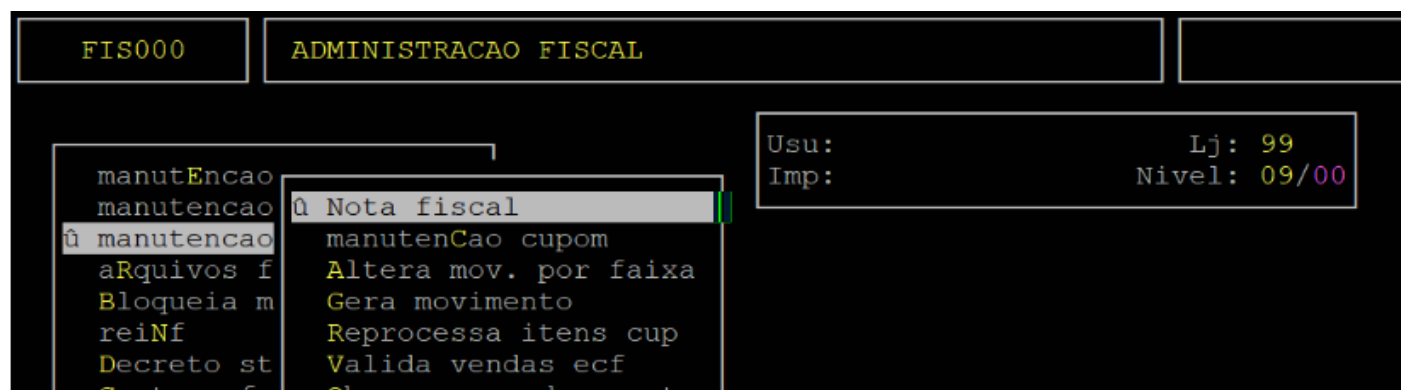 FIS000 ADMINISTRACAO FISCAL
Usu: Lj: 99
Imp: Nivel: 09/00
manutEncao
manutencao
û manutencao
aRquivos f
Bloqueia m
reiNf
Decreto st
û Nota fiscal
manutenCao cupom
Altera mov. por faixa
Gera movimento
Reprocessa itens cup
Valida vendas ecf